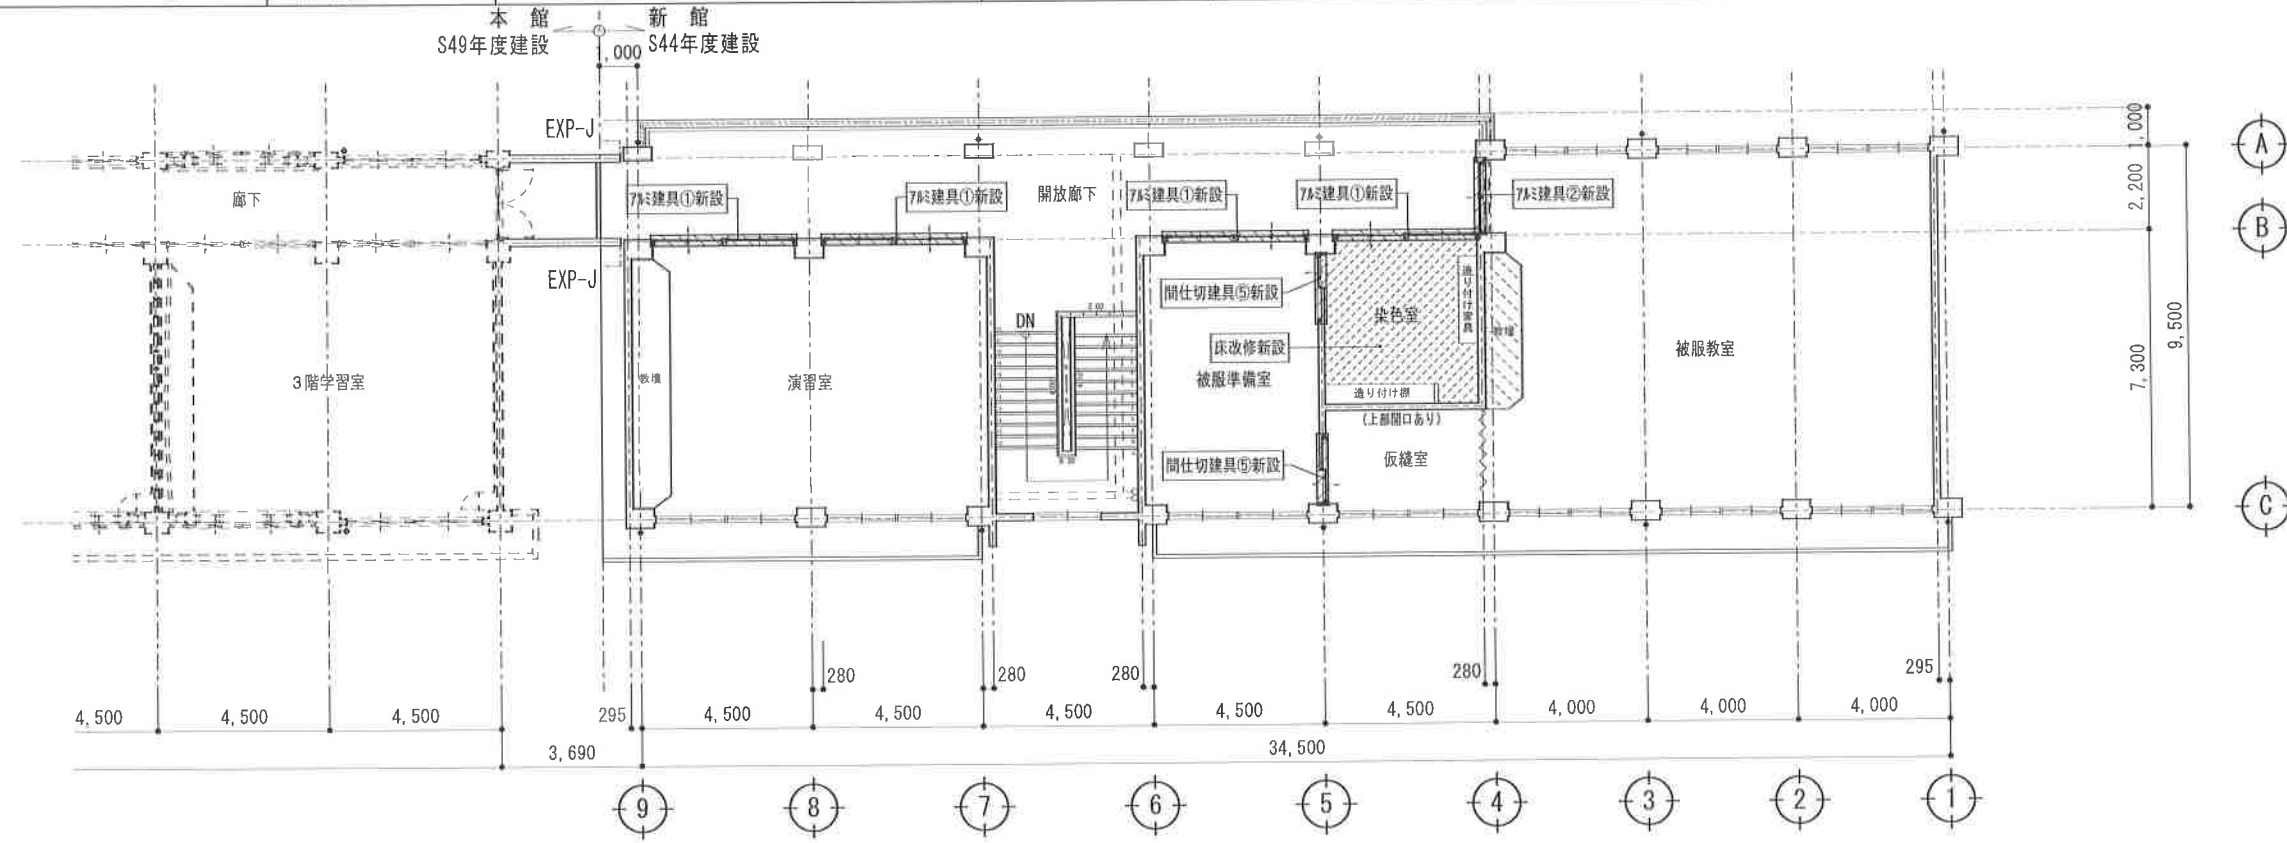 本 館
新 館
S49年度建設
S44年度建設
1,000
EXP-J
1,000
A
廊下
ｱﾙﾐ建具①新設
ｱﾙﾐ建具①新設
開放廊下
ｱﾙﾐ建具①新設
ｱﾙﾐ建具①新設
ｱﾙﾐ建具②新設
2,200
B
EXP-J
間仕切建具⑤新設
造り付け家具
染色室
DN
床改修新設
教壇
被服教室
9,500
7,300
3階学習室
教壇
演習室
被服準備室
造り付け棚
(上部開口あり)
仮縫室
間仕切建具⑤新設
C
280
280
280
280
295
4,500
4,500
4,500
295
4,500
4,500
4,500
4,500
4,500
4,000
4,000
4,000
3,690
34,500
9
8
7
6
5
4
3
2
1